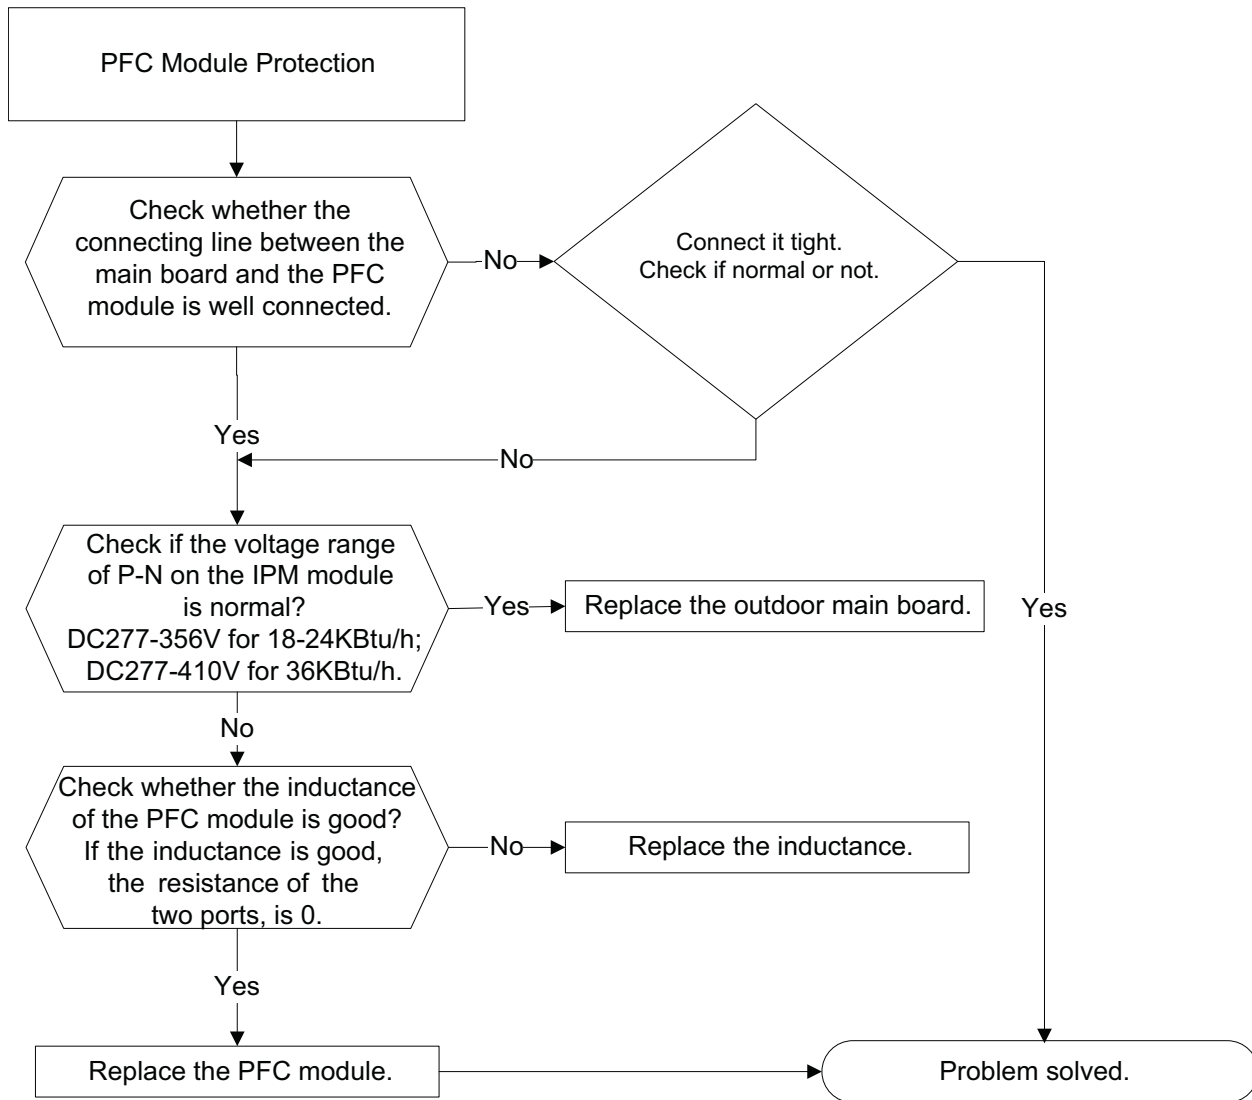 PFC Module Protection
Check whether the
connecting line between the
main board and the PFC
module is well connected.
No
Connect it tight.
Check if normal or not.
Yes
No
Check if the voltage range
of P-N on the IPM module
is normal?
DC277-356V for 18-24KBtu/h;
DC277-410V for 36KBtu/h.
Yes
Replace the outdoor main board.
Yes
No
Check whether the inductance
of the PFC module is good?
If the inductance is good,
the resistance of the
two ports, is 0.
No
Replace the inductance.
Yes
Replace the PFC module.
Problem solved.